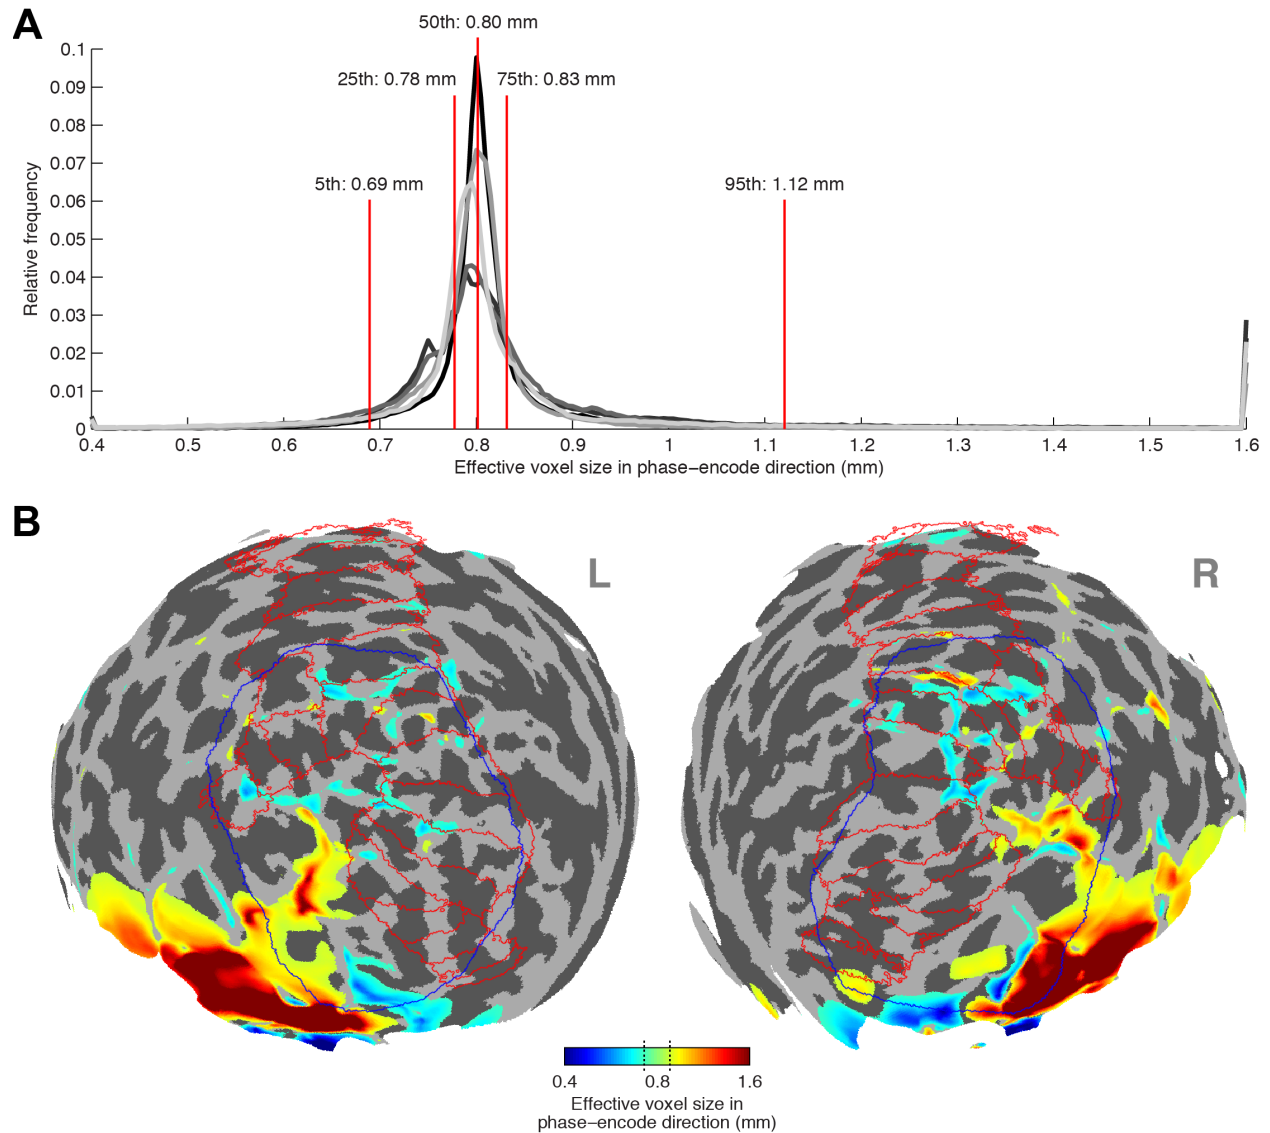 A
50th: 0.80 mm
25th: 0.78 mm
75th: 0.83 mm
5th: 0.69 mm
95th: 1.12 mm
0.1
0.09
0.08
0.07
0.06
0.05
0.04
0.03
0.02
0.01
0
Relative frequency
0.4 0.5 0.6 0.7 0.8 0.9 1 1.1 1.2 1.3 1.4 1.5 1.6
Effective voxel size in phase−encode direction (mm)
B
L
R
0.4 0.8 1.6
Effective voxel size in
phase−encode direction (mm)